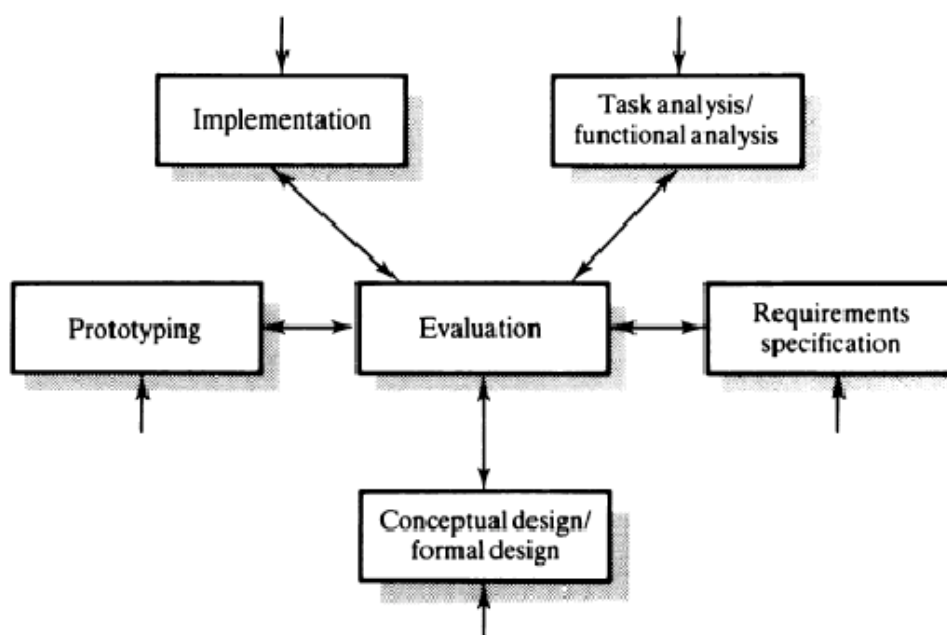 Implementation
Task analysis/
functional analysis
Prototyping
Evaluation
Requirements
specification
Conceptual design/
formal design